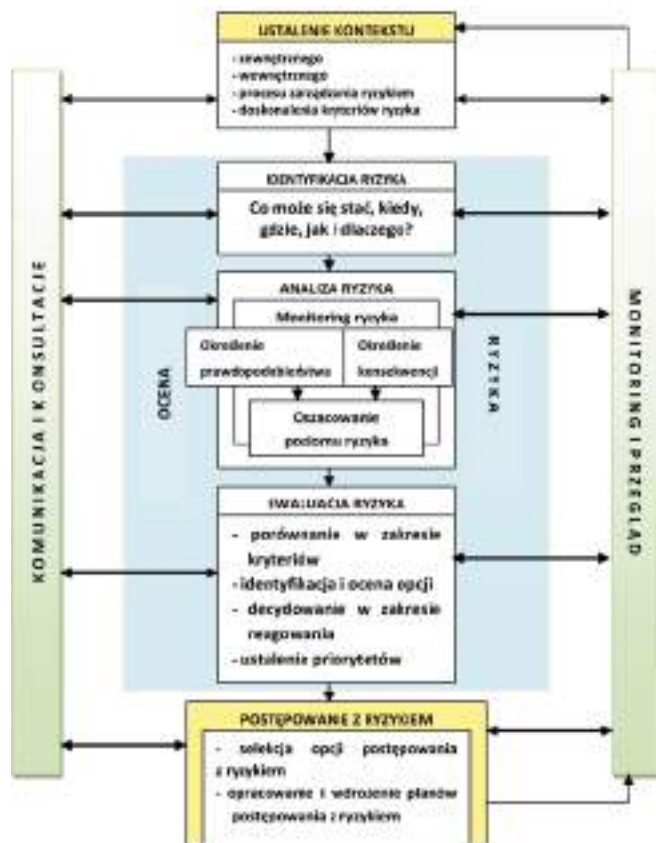 USTALENIE KONTEKSTU
- zewnętrznego
- wewnętrznego
- procesu zarządzania ryzykiem
- doskonalenia kryteriów ryzyka
IDENTYFIKACJA RYZYKA
Co może się stać, kiedy,
gdzie, jak i dlaczego?
ANALIZA RYZYKA
Monitoring ryzyka
Określenie
prawdopodobieństwa
Określenie
konsekwencji
Oszacowanie
poziomu ryzyka
EWALUACJA RYZYKA
- porównanie w zakresie
kryteriów
- identyfikacja i ocena opcji
- decydowanie w zakresie
reagowania
- ustalenie priorytetów
POSTĘPOWANIE Z RYZYKIEM
- selekcja opcji postępowania
z ryzykiem
- opracowanie i wdrożenie planów
postępowania z ryzykiem
KOMUNIKACJA I KONSULTACJE
OCENA
RYZYKA
MONITORING I PRZEGLĄD